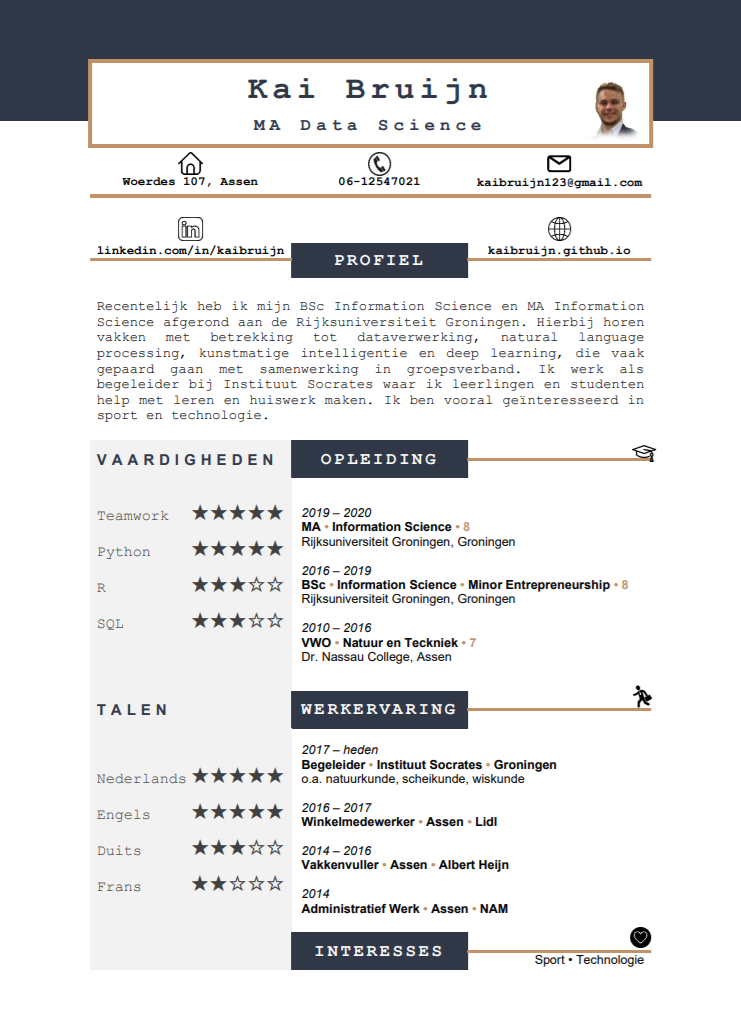 Kai Bruijn
MA Data Science
Woerdes 107, Assen
06-12547021
kaibruijn123@gmail.com
linkedin.com/in/kaibruijn
kaibruijn.github.io
PROFIEL
Recentelijk heb ik mijn BSc Information Science en MA Information
Science afgerond aan de Rijksuniversiteit Groningen. Hierbij horen
vakken met betrekking tot dataverwerking, natural language
processing, kunstmatige intelligentie en deep learning, die vaak
gepaard gaan met samenwerking in groepsverband. Ik werk als
begeleider bij Instituut Socrates waar ik leerlingen en studenten
help met leren en huiswerk maken. Ik ben vooral geïnteresseerd in
sport en technologie.
VAARDIGHEDEN
Teamwork ★★★★★
Python ★★★★★
R ★★★☆☆
SQL ★★★☆☆
OPLEIDING
2019 – 2020
MA • Information Science • 8
Rijksuniversiteit Groningen, Groningen
2016 – 2019
BSc • Information Science • Minor Entrepreneurship • 8
Rijksuniversiteit Groningen, Groningen
2010 – 2016
VWO • Natuur en Teckniek • 7
Dr. Nassau College, Assen
TALEN
Nederlands ★★★★★
Engels ★★★★★
Duits ★★★☆☆
Frans ★★☆☆☆
WERKERVARING
2017 – heden
Begeleider • Instituut Socrates • Groningen
o.a. natuurkunde, scheikunde, wiskunde
2016 – 2017
Winkelmedewerker • Assen • Lidl
2014 – 2016
Vakkenvuller • Assen • Albert Heijn
2014
Administratief Werk • Assen • NAM
INTERESSES
Sport • Technologie